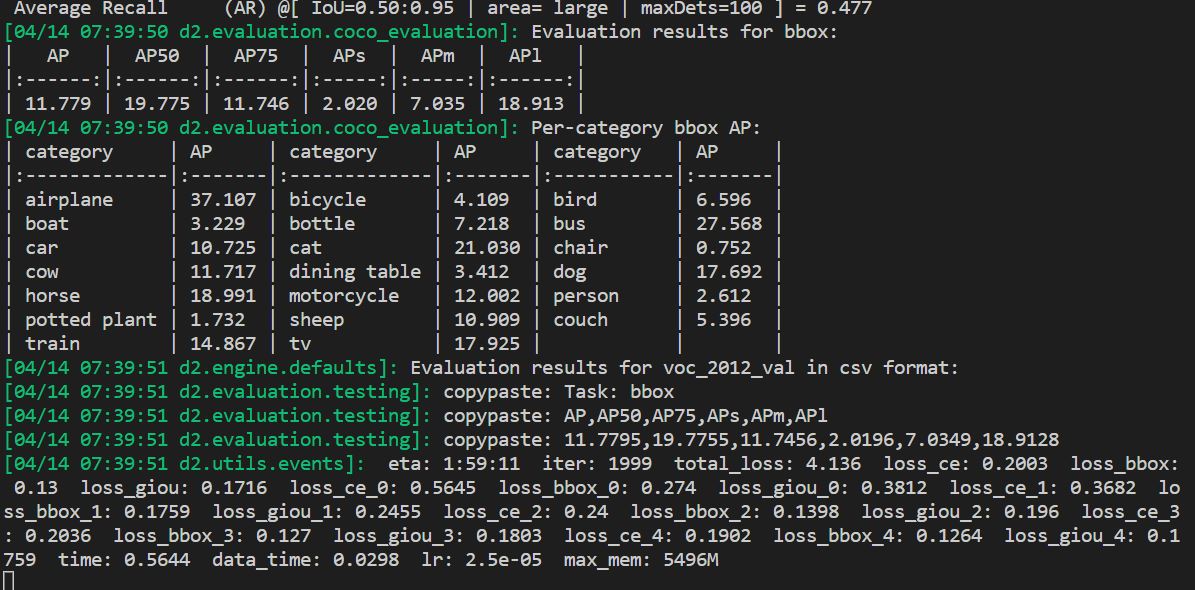 Average Recall     (AR) @[ IoU=0.50:0.95 | area= large | maxDets=100 ] = 0.477
[04/14 07:39:50 d2.evaluation.coco_evaluation]: Evaluation results for bbox:
|   AP   |  AP50  |  AP75  |  APs  |  APm  |  APl   |
|:------:|:------:|:------:|:-----:|:-----:|:------:|
| 11.779 | 19.775 | 11.746 | 2.020 | 7.035 | 18.913 |
[04/14 07:39:50 d2.evaluation.coco_evaluation]: Per-category bbox AP:
| category     | AP     | category     | AP     | category   | AP     |
|:-------------|:-------|:-------------|:-------|:-----------|:-------|
| airplane     | 37.107 | bicycle      | 4.109  | bird       | 6.596  |
| boat         | 3.229  | bottle       | 7.218  | bus        | 27.568 |
| car          | 10.725 | cat          | 21.030 | chair      | 0.752  |
| cow          | 11.717 | dining table | 3.412  | dog        | 17.692 |
| horse        | 18.991 | motorcycle   | 12.002 | person     | 2.612  |
| potted plant | 1.732  | sheep        | 10.909 | couch      | 5.396  |
| train        | 14.867 | tv           | 17.925 |            |        |
[04/14 07:39:51 d2.engine.defaults]: Evaluation results for voc_2012_val in csv format:
[04/14 07:39:51 d2.evaluation.testing]: copypaste: Task: bbox
[04/14 07:39:51 d2.evaluation.testing]: copypaste: AP,AP50,AP75,APs,APm,APl
[04/14 07:39:51 d2.evaluation.testing]: copypaste: 11.7795,19.7755,11.7456,2.0196,7.0349,18.9128
[04/14 07:39:51 d2.utils.events]:  eta: 1:59:11  iter: 1999  total_loss: 4.136  loss_ce: 0.2003  loss_bbox:
 0.13  loss_giou: 0.1716  loss_ce_0: 0.5645  loss_bbox_0: 0.274  loss_giou_0: 0.3812  loss_ce_1: 0.3682  lo
ss_bbox_1: 0.1759  loss_giou_1: 0.2455  loss_ce_2: 0.24  loss_bbox_2: 0.1398  loss_giou_2: 0.196  loss_ce_3
: 0.2036  loss_bbox_3: 0.127  loss_giou_3: 0.1803  loss_ce_4: 0.1902  loss_bbox_4: 0.1264  loss_giou_4: 0.1
759  time: 0.5644  data_time: 0.0298  lr: 2.5e-05  max_mem: 5496M